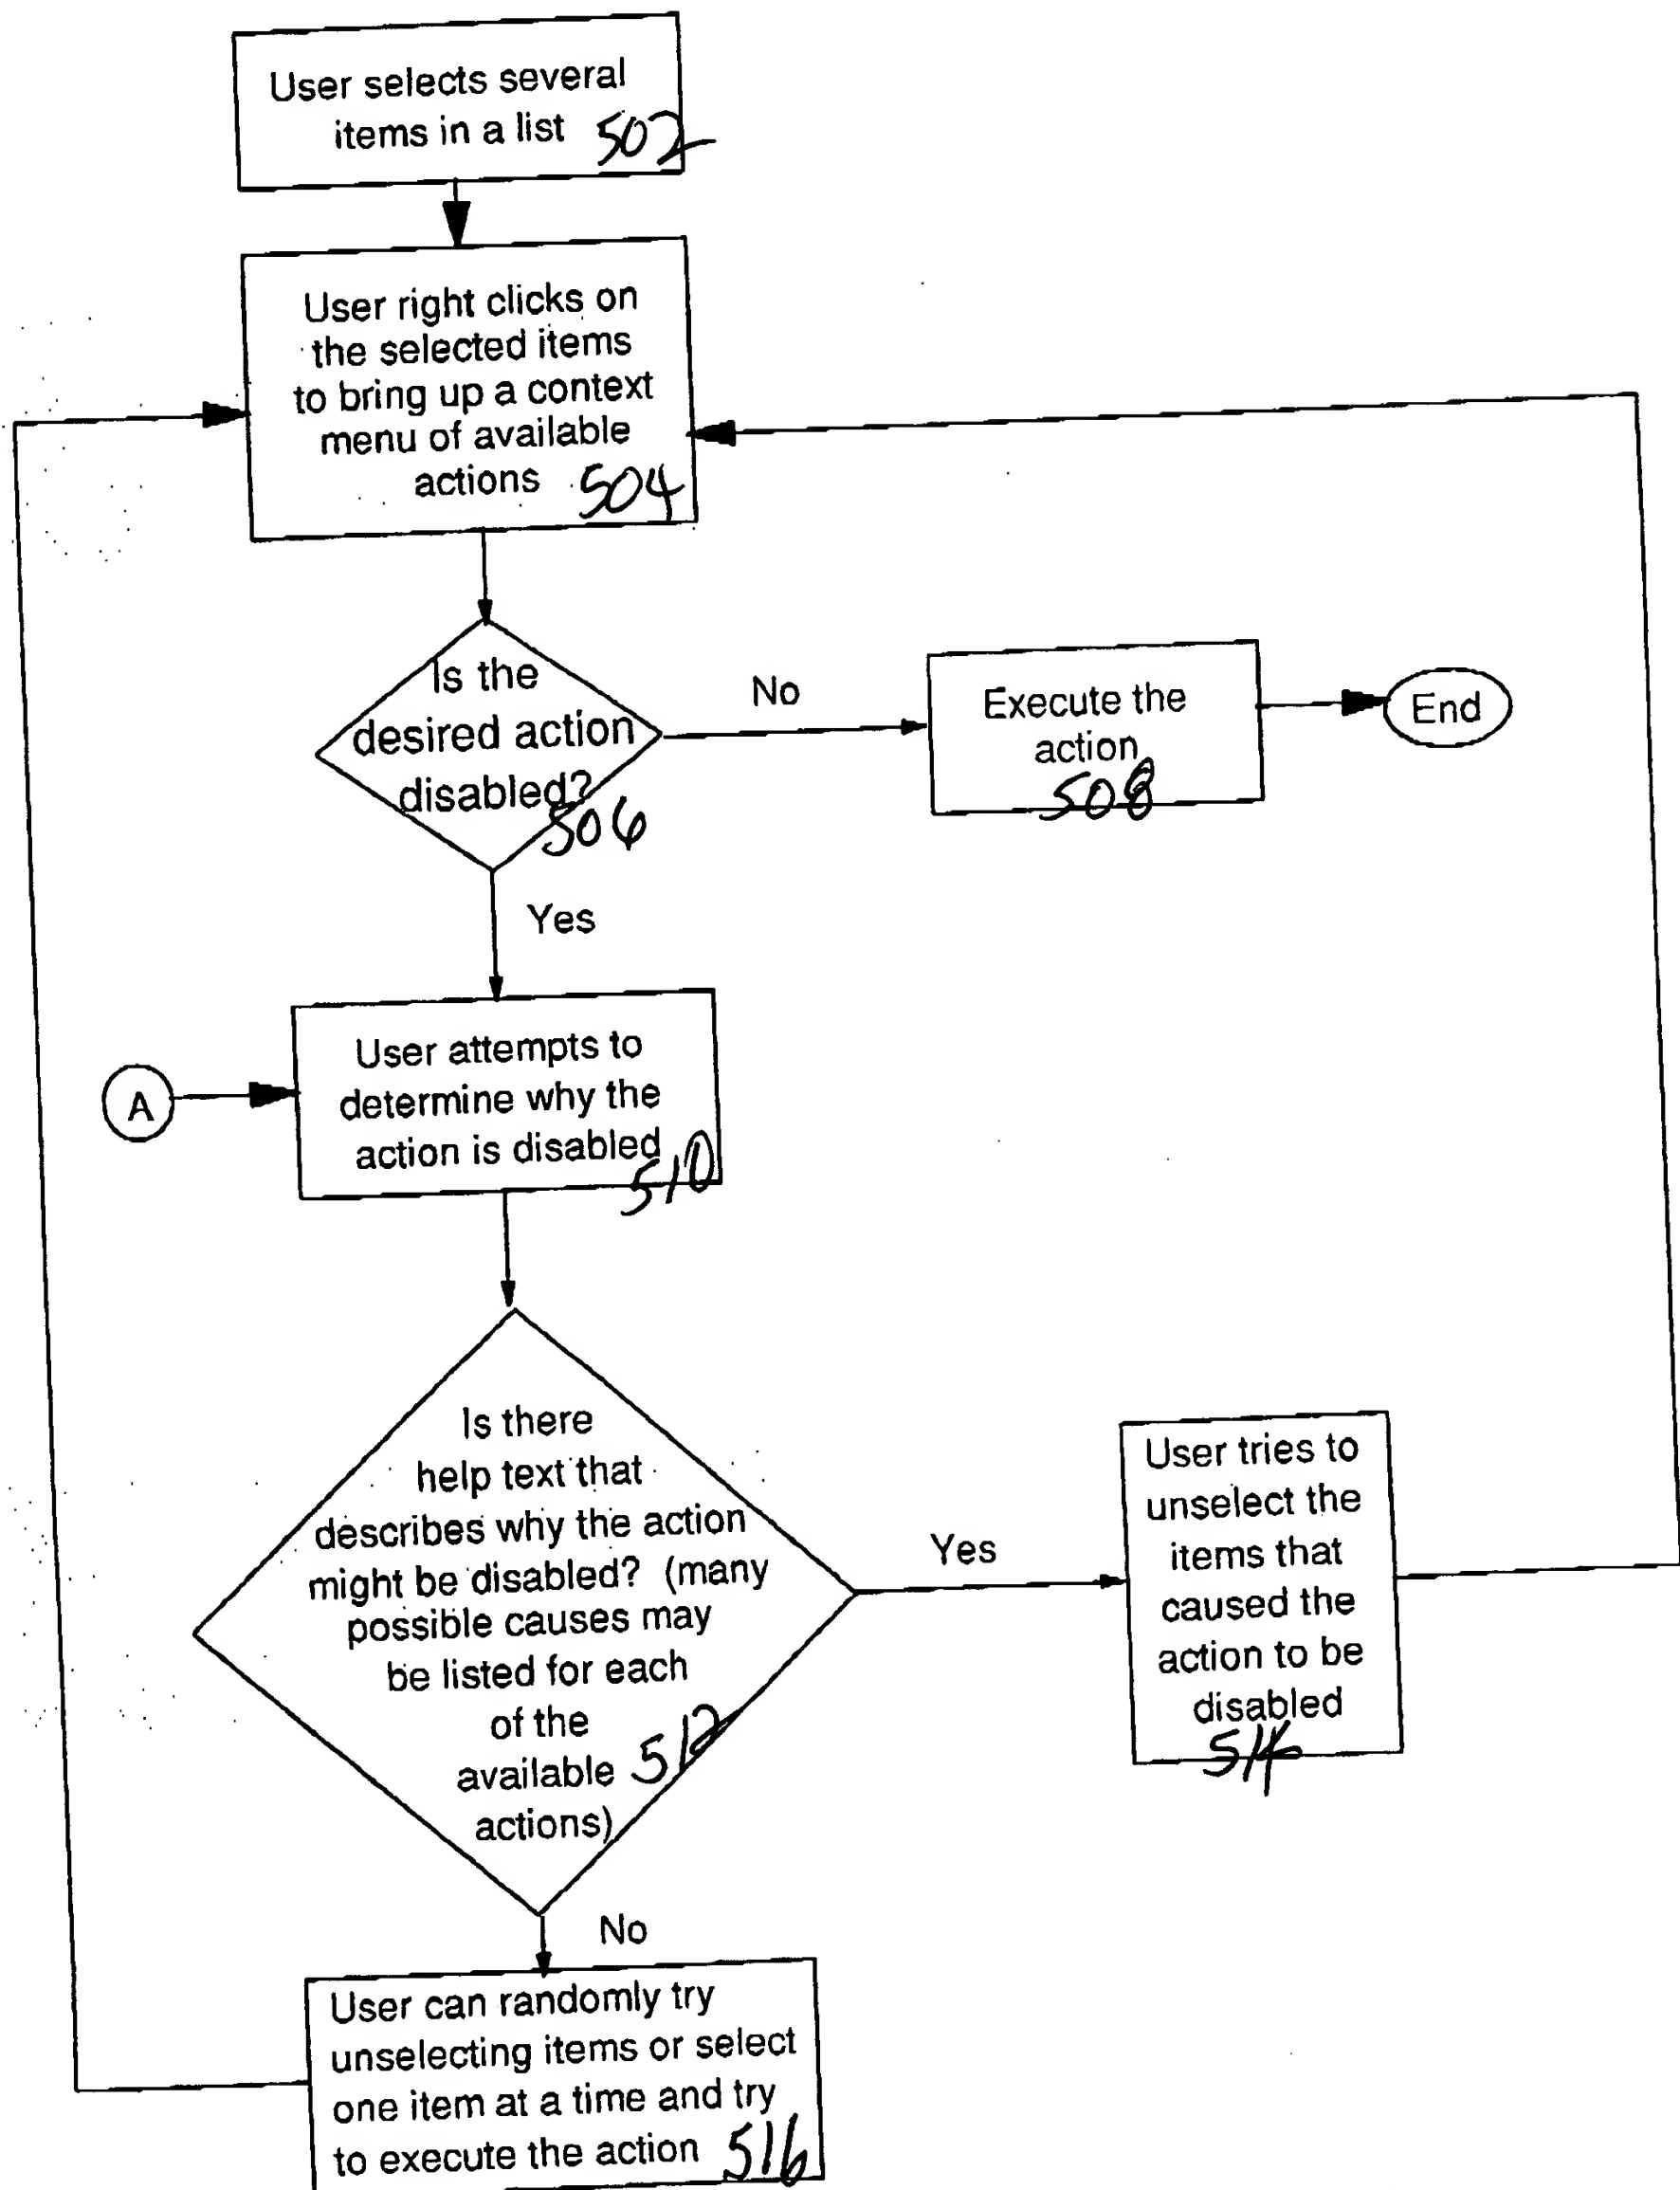 User selects several
items in a list 502
User right clicks on
the selected items
to bring up a context
menu of available
actions 504
Is the
desired action
disabled?
506
No
Execute the
action
508
End
Yes
A
User attempts to
determine why the
action is disabled
510
Is there
help text that
describes why the action
might be disabled? (many
possible causes may
be listed for each
of the
available 512
actions)
Yes
User tries to
unselect the
items that
caused the
action to be
disabled
514
No
User can randomly try
unselecting items or select
one item at a time and try
to execute the action 516